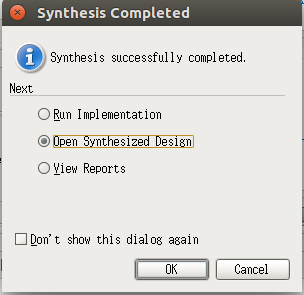 Synthesis Completed
Synthesis successfully completed.
Next
Run Implementation
Open Synthesized Design
View Reports
Don't show this dialog again
OK
Cancel